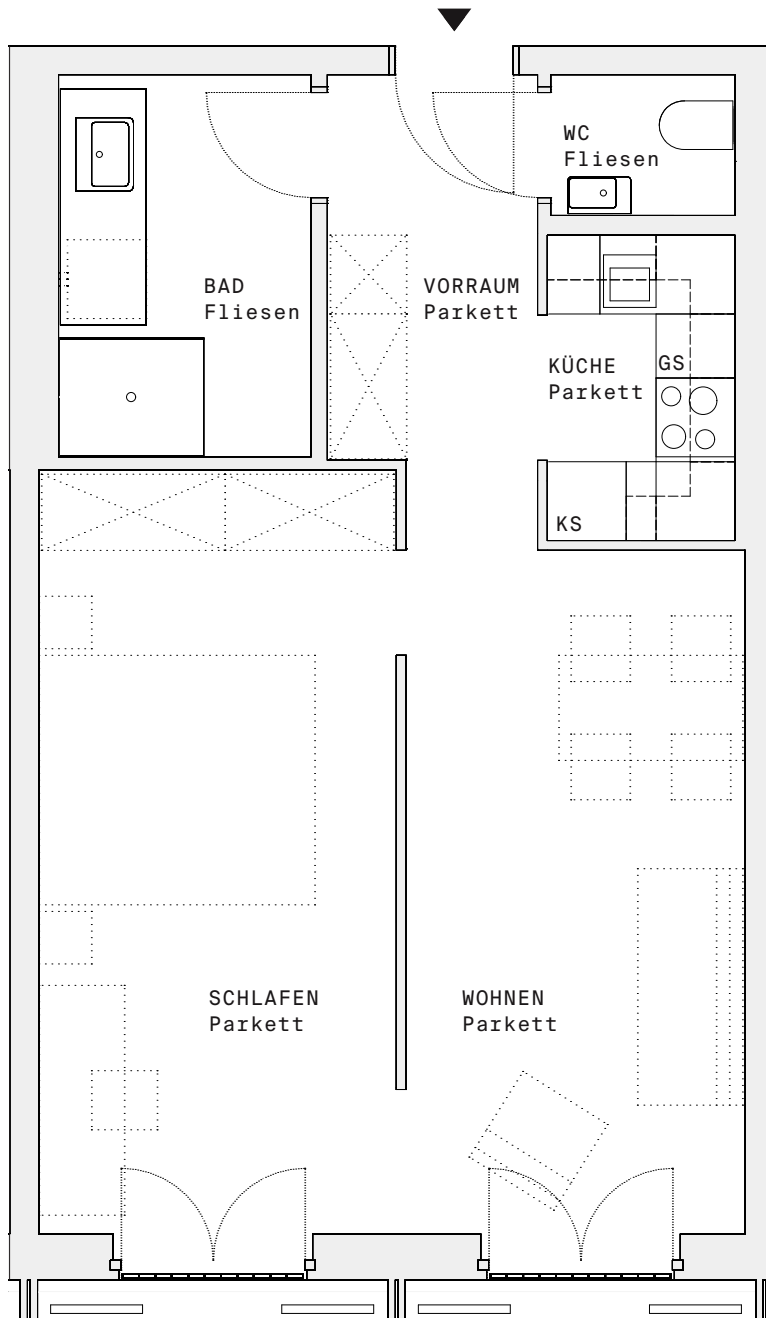 WC
Fliesen
BAD
Fliesen
VORRAUM
Parkett
KÜCHE
Parkett
GS
KS
SCHLAFEN
Parkett
WOHNEN
Parkett